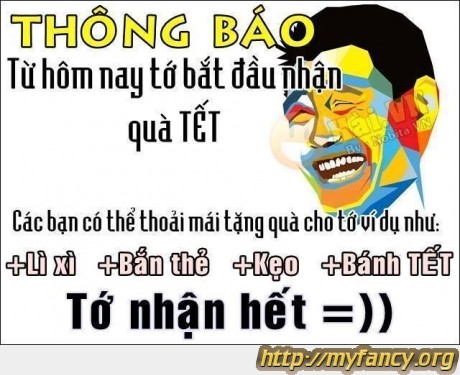 THÔNG BÁO
Từ hôm nay tớ bắt đầu nhận
quà TẾT
Các bạn có thể thoải mái tặng quà cho tớ ví dụ như:
+Lì xì +Bắn thẻ +Kẹo +Bánh TẾT
Tớ nhận hết =))
http://myfancy.org